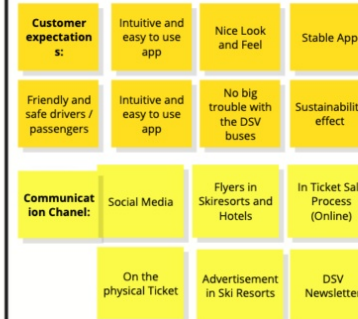 Customer
expectation
s:
Intuitive and
easy to use
app
Nice Look
and Feel
Stable App
Friendly and
safe drivers /
passengers
Intuitive and
easy to use
app
No big
trouble with
the DSV
buses
Sustainabilit
effect
Communicat
ion Chanel:
Social Media
Flyers in
Skiresorts and
Hotels
In Ticket Sal
Process
(Online)
On the
physical Ticket
Advertisement
in Ski Resorts
DSV
Newslette